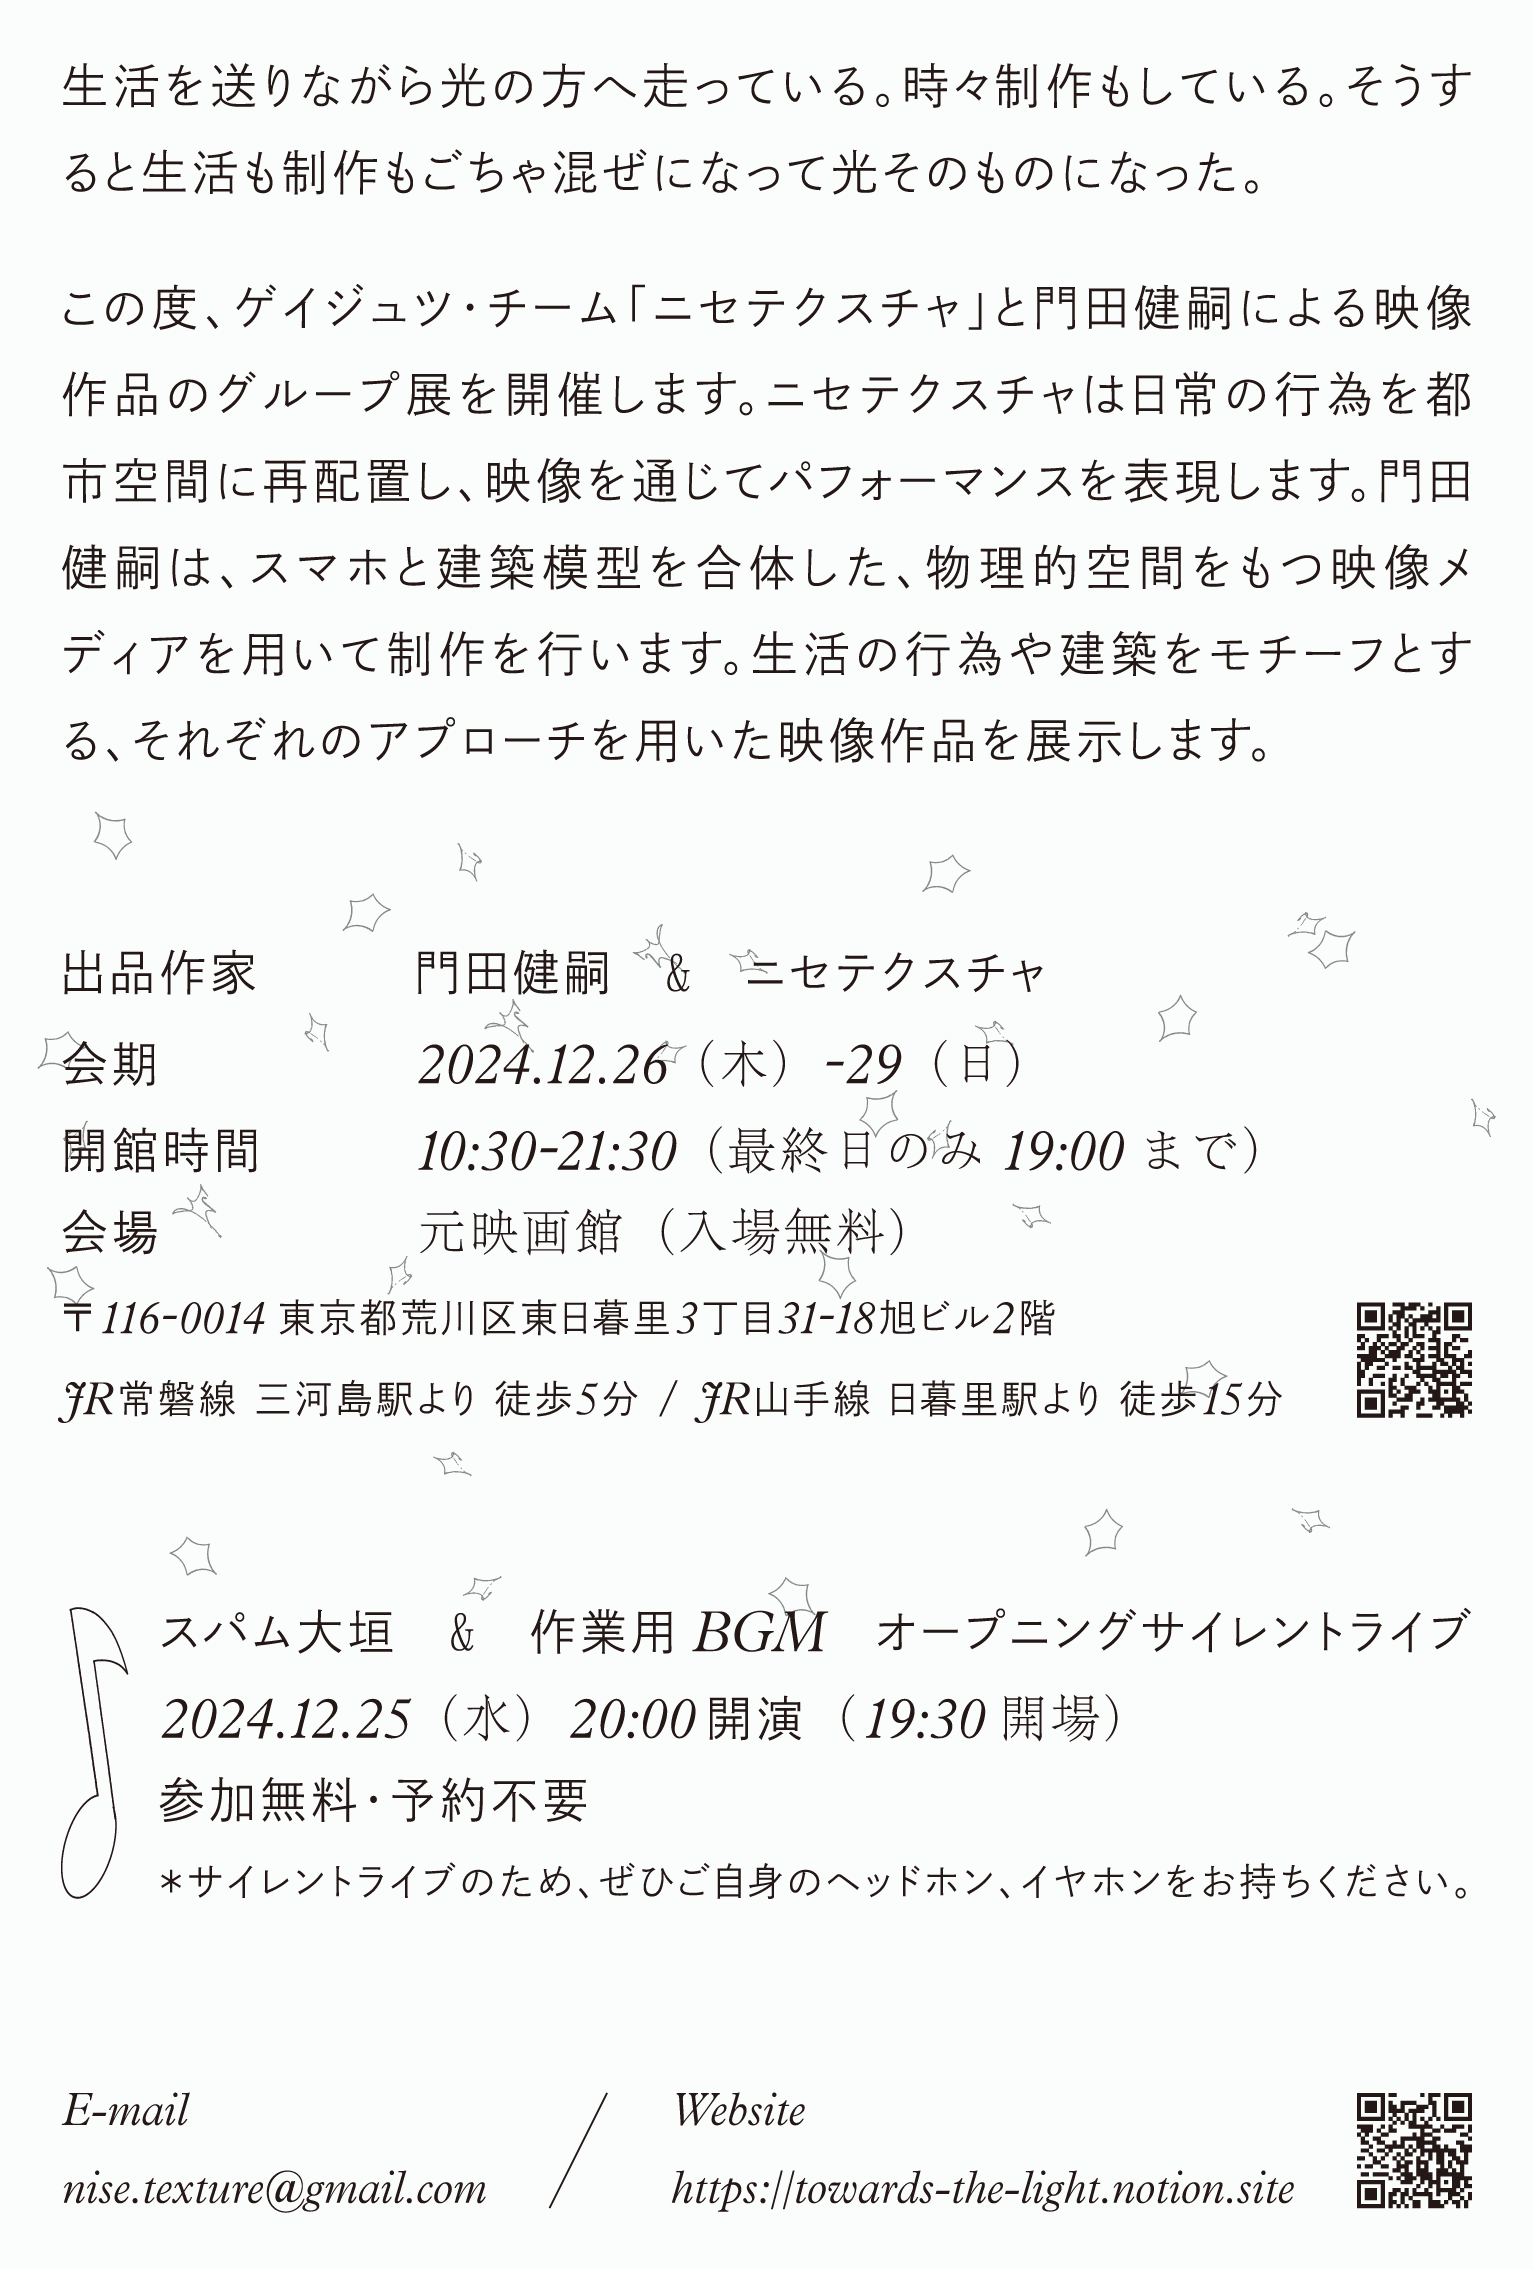 生活を送りながら光の方へ走っている。時々制作もしている。そうす
ると生活も制作もごちゃ混ぜになって光そのものになった。
この度、ゲイジュツ・チーム「ニセテクスチャ」と門田健嗣による映像
作品のグループ展を開催します。ニセテクスチャは日常の行為を都
市空間に再配置し、映像を通じてパフォーマンスを表現します。門田
健嗣は、スマホと建築模型を合体した、物理的空間をもつ映像メ
ディアを用いて制作を行います。生活の行為や建築をモチーフとす
る、それぞれのアプローチを用いた映像作品を展示します。
出品作家 門田健嗣 & ニセテクスチャ
会期 2024.12.26（木）-29（日）
開館時間 10:30-21:30（最終日のみ 19:00 まで）
会場 元映画館（入場無料）
〒116-0014 東京都荒川区東日暮里3丁目31-18旭ビル2階
JR常磐線 三河島駅より 徒歩5分 / JR山手線 日暮里駅より 徒歩15分
スパム大垣 & 作業用 BGM オープニングサイレントライブ
2024.12.25（水） 20:00開演（19:30 開場）
参加無料・予約不要
＊サイレントライブのため、ぜひご自身のヘッドホン、イヤホンをお持ちください。
E-mail / Website
nise.texture@gmail.com https://towards-the-light.notion.site